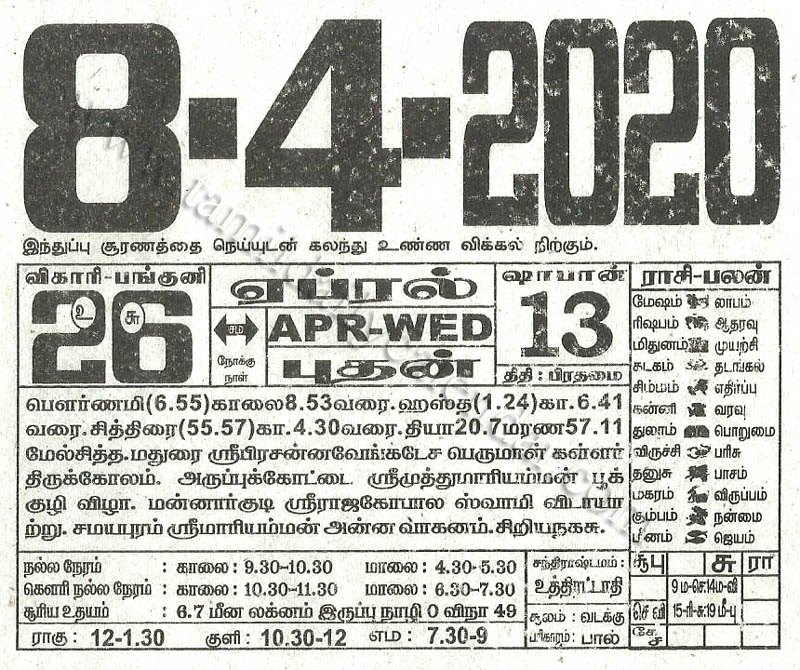 8-4-2020
இந்துப்பு சூரணத்தை நெய்யுடன் கலந்து உண்ண விக்கல் நிற்கும்.
விகாரி-பங்குனி
26
உ சு
ஏப்ரல்
சம
நோக்கு
நாள்
APR-WED
புதன்
ஷாபான்
13
திதி : பிரதமை
பௌர்ணமி(6.55)காலை8.53வரை. ஹஸ்த(1.24)கா.6.41
வரை. சித்திரை(55.57)கா.4.30வரை. தியா20.7மரண57.11
மேல்சித்த. மதுரை ஸ்ரீபிரசன்னவேங்கடேச பெருமாள் கள்ளர்
திருக்கோலம். அருப்புக்கோட்டை ஸ்ரீமுத்துமாரியம்மன் பூக்
குழி விழா. மன்னார்குடி ஸ்ரீராஜகோபால ஸ்வாமி விடாயா
ற்று. சமயபுரம் ஸ்ரீமாரியம்மன் அன்ன வாகனம். சிறியநகசு.
ராசி-பலன்
மேஷம் லாபம்
ரிஷபம் ஆதரவு
மிதுனம் முயற்சி
கடகம் தடங்கல்
சிம்மம் எதிர்ப்பு
கன்னி வரவு
துலாம் பொறுமை
விருச்சி பரிசு
தனுசு பாசம்
மகரம் விருப்பம்
கும்பம் நன்மை
மீனம் ஜெயம்
நல்ல நேரம் : காலை: 9.30-10.30 மாலை: 4.30-5.30
கௌரி நல்ல நேரம் : காலை: 10.30-11.30 மாலை: 6.30-7.30
சூரிய உதயம் : 6.7 மீன லக்னம் இருப்பு நாழி 0 விநா 49
ராகு : 12-1.30 குளி : 10.30-12 எம : 7.30-9
சந்திராஷ்டமம் :
உத்திரட்டாதி
சூலம் : வடக்கு
பரிகாரம் : பால்
சு ரா
9 ம-செ:14ம-வி
செ வி 15-ரி-சு:19 மீ-பு